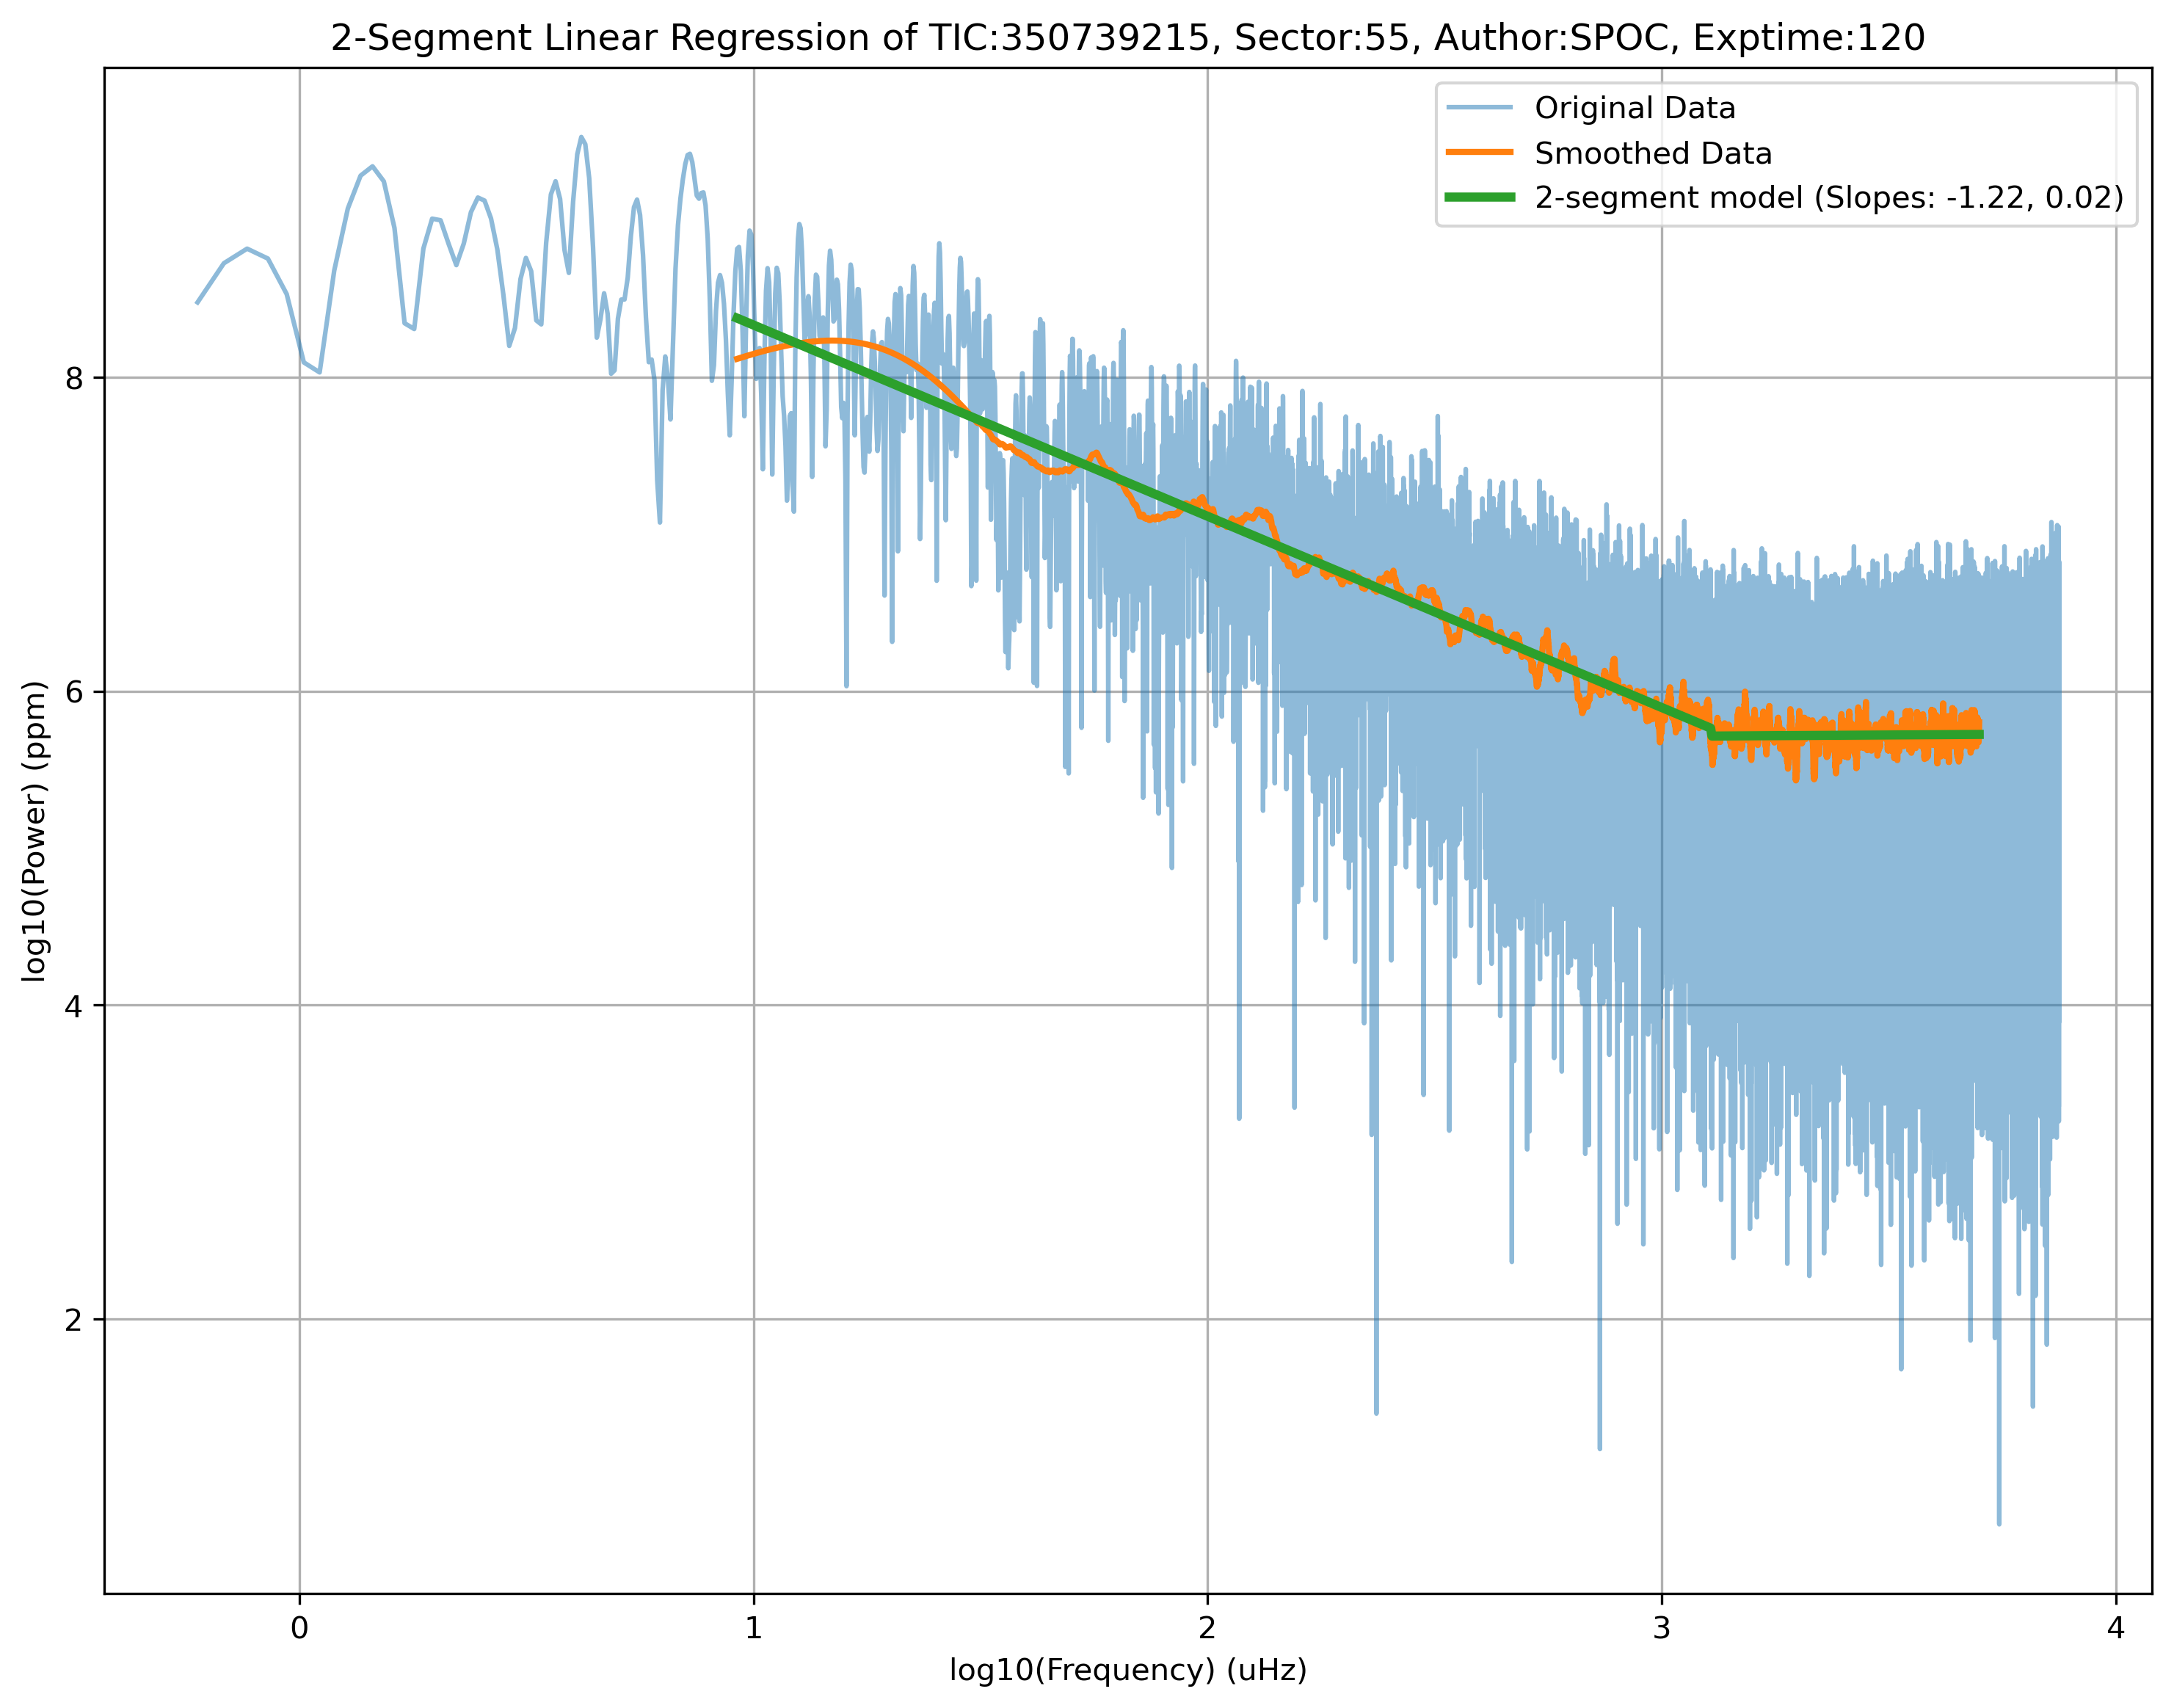 2-Segment Linear Regression of TIC:350739215, Sector:55, Author:SPOC, Exptime:120
Original Data
Smoothed Data
2-segment model (Slopes: -1.22, 0.02)
log10(Power) (ppm)
8
6
4
2
0 1 2 3 4
log10(Frequency) (uHz)